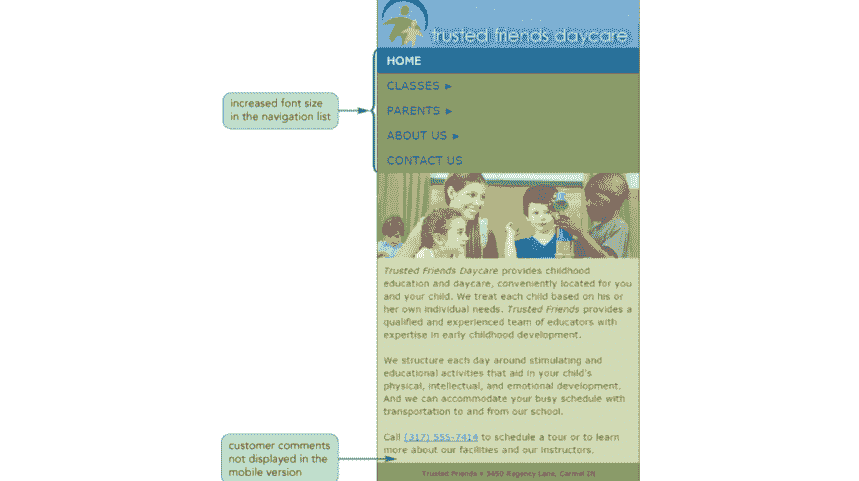 trusted friends daycare
HOME
CLASSES ▶
PARENTS ▶
ABOUT US ▶
CONTACT US
increased font size
in the navigation list
Trusted Friends Daycare provides childhood
education and daycare, conveniently located for you
and your child. We treat each child based on his or
her own individual needs. Trusted Friends provides a
qualified and experienced team of educators with
expertise in early childhood development.
We structure each day around stimulating and
educational activities that aid in your child's
physical, intellectual, and emotional development.
And we can accommodate your busy schedule with
transportation to and from our school.
Call (317) 555-7414 to schedule a tour or to learn
more about our facilities and our instructors.
customer comments
not displayed in the
mobile version
Trusted Friends • 3450 Regency Lane, Carmel IN